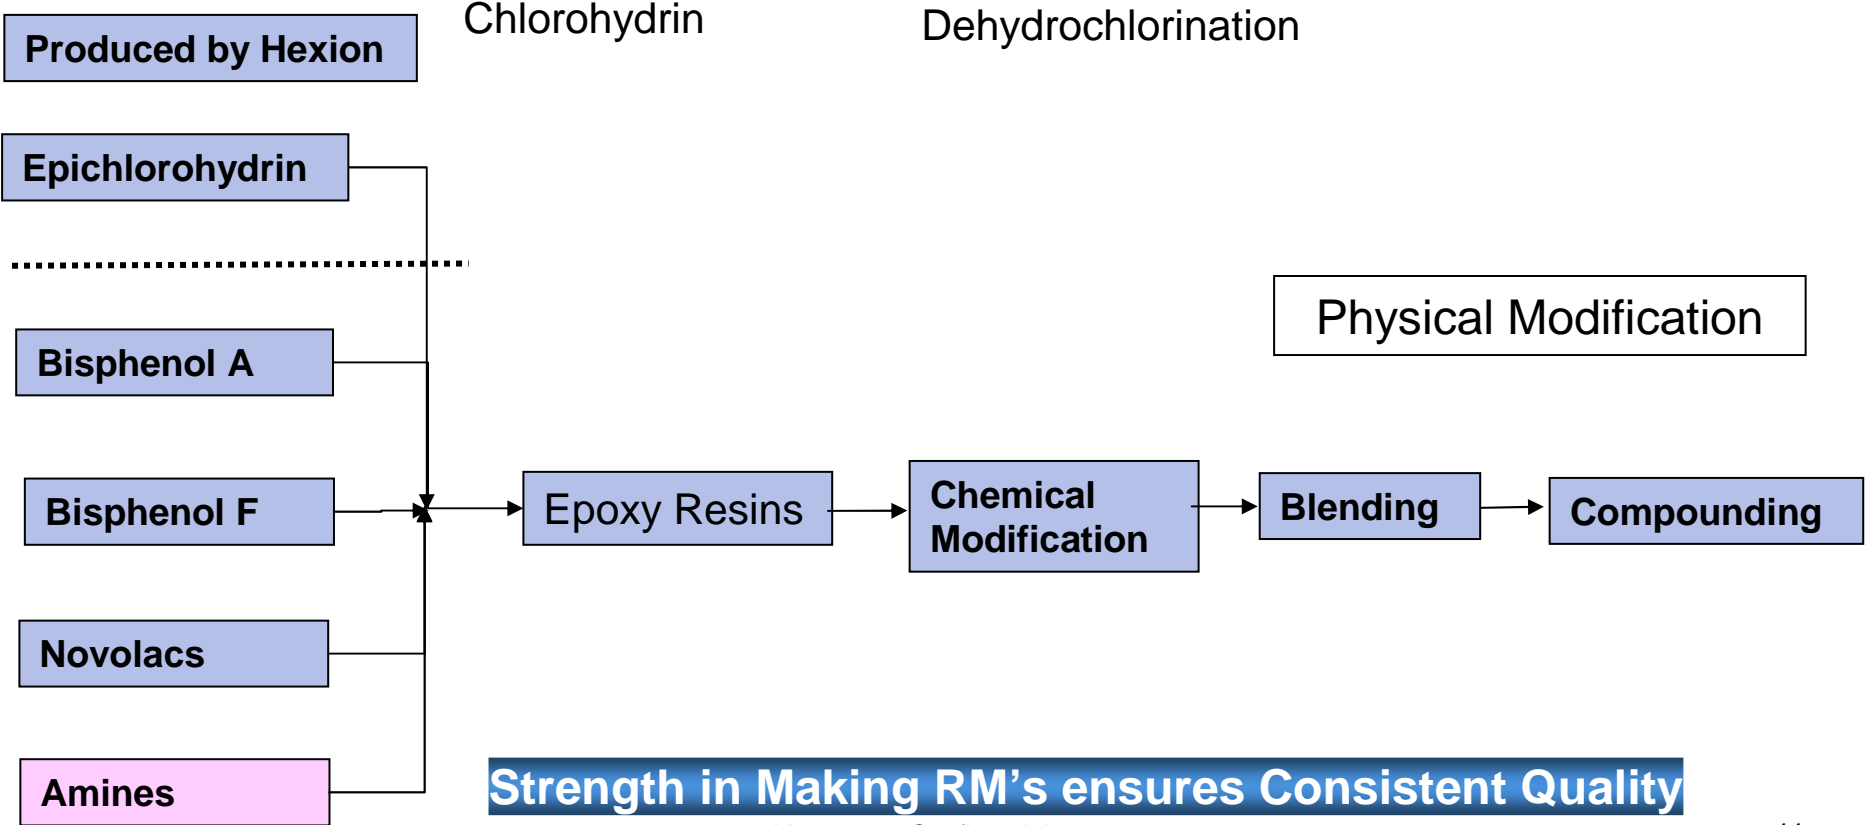 Chlorohydrin
Dehydrochlorination
Produced by Hexion
Epichlorohydrin
Physical Modification
Bisphenol A
Bisphenol F
Epoxy Resins
Chemical
Modification
Blending
Compounding
Novolacs
Amines
Strength in Making RM's ensures Consistent Quality